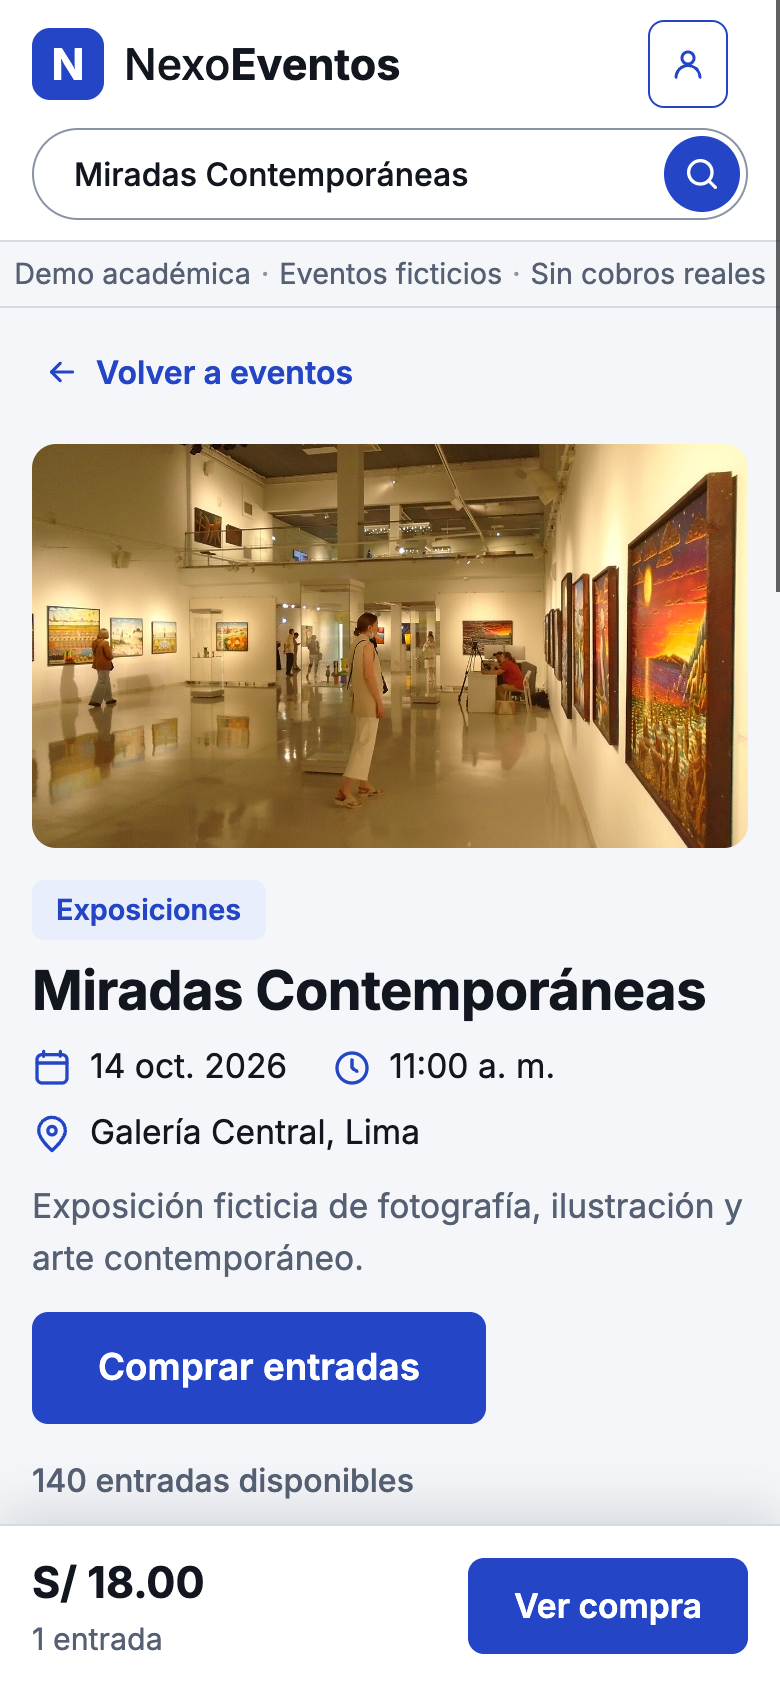 N NexoEventos
Miradas Contemporáneas
Demo académica · Eventos ficticios · Sin cobros reales
← Volver a eventos
Exposiciones
Miradas Contemporáneas
14 oct. 2026 11:00 a. m.
Galería Central, Lima
Exposición ficticia de fotografía, ilustración y
arte contemporáneo.
Comprar entradas
140 entradas disponibles
S/ 18.00
Ver compra
1 entrada